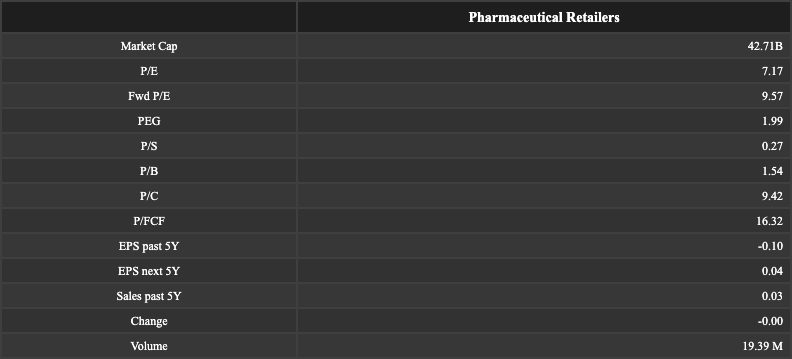 Pharmaceutical Retailers
Market Cap 42.71B
P/E 7.17
Fwd P/E 9.57
PEG 1.99
P/S 0.27
P/B 1.54
P/C 9.42
P/FCF 16.32
EPS past 5Y -0.10
EPS next 5Y 0.04
Sales past 5Y 0.03
Change -0.00
Volume 19.39 M